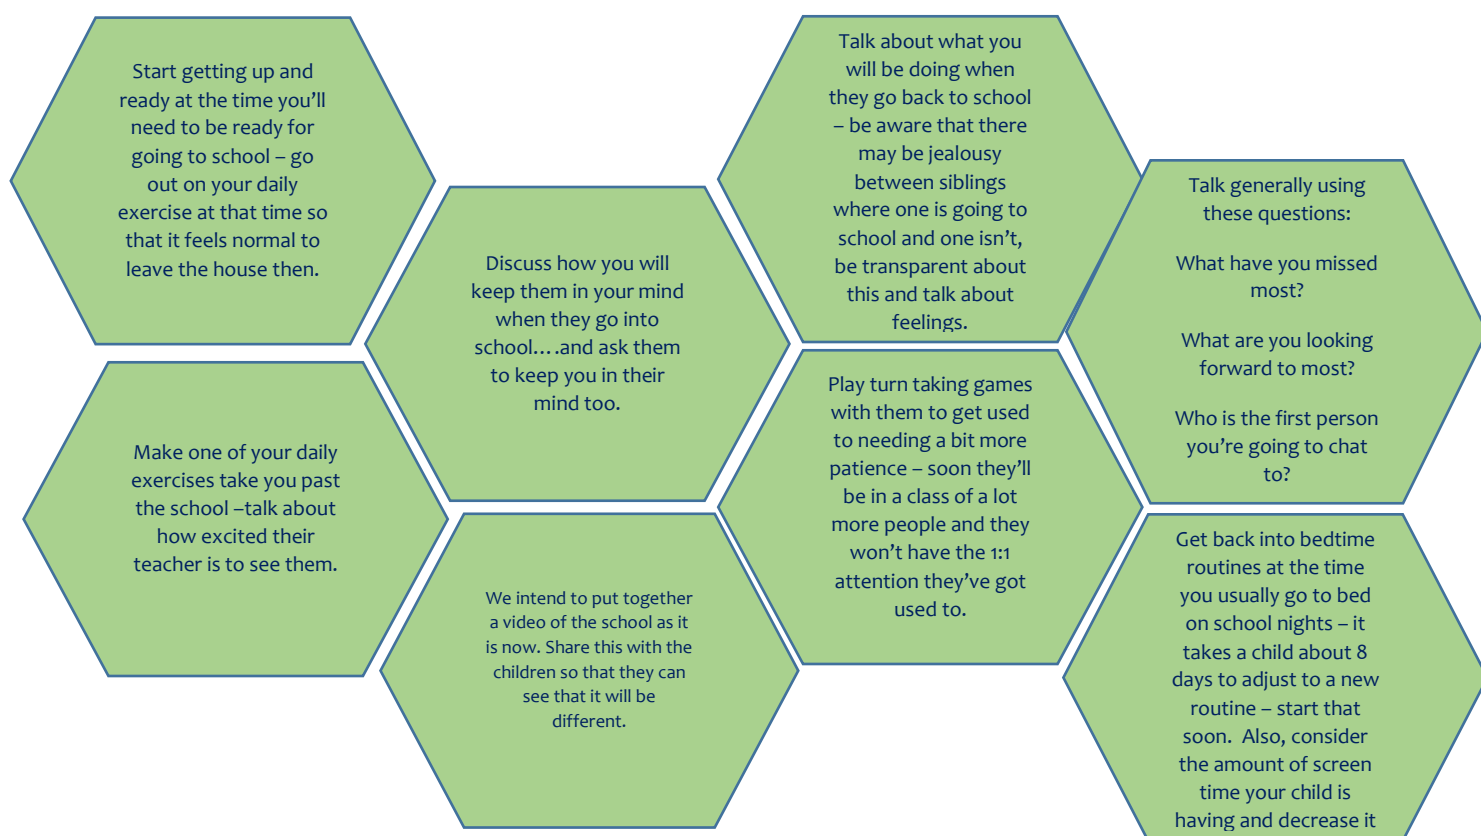 Start getting up and
ready at the time you’ll
need to be ready for
going to school – go
out on your daily
exercise at that time so
that it feels normal to
leave the house then.
Make one of your daily
exercises take you past
the school –talk about
how excited their
teacher is to see them.
Discuss how you will
keep them in your mind
when they go into
school….and ask them
to keep you in their
mind too.
We intend to put together
a video of the school as it
is now. Share this with the
children so that they can
see that it will be
different.
Talk about what you
will be doing when
they go back to school
– be aware that there
may be jealousy
between siblings
where one is going to
school and one isn’t,
be transparent about
this and talk about
feelings.
Play turn taking games
with them to get used
to needing a bit more
patience – soon they’ll
be in a class of a lot
more people and they
won’t have the 1:1
attention they’ve got
used to.
Talk generally using
these questions:
What have you missed
most?
What are you looking
forward to most?
Who is the first person
you’re going to chat
to?
Get back into bedtime
routines at the time
you usually go to bed
on school nights – it
takes a child about 8
days to adjust to a new
routine – start that
soon.  Also, consider
the amount of screen
time your child is
having and decrease it